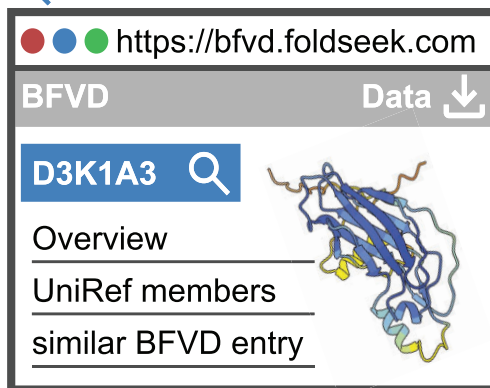 https://bfvd.foldseek.com
BFVD Data
D3K1A3
Overview
UniRef members
similar BFVD entry